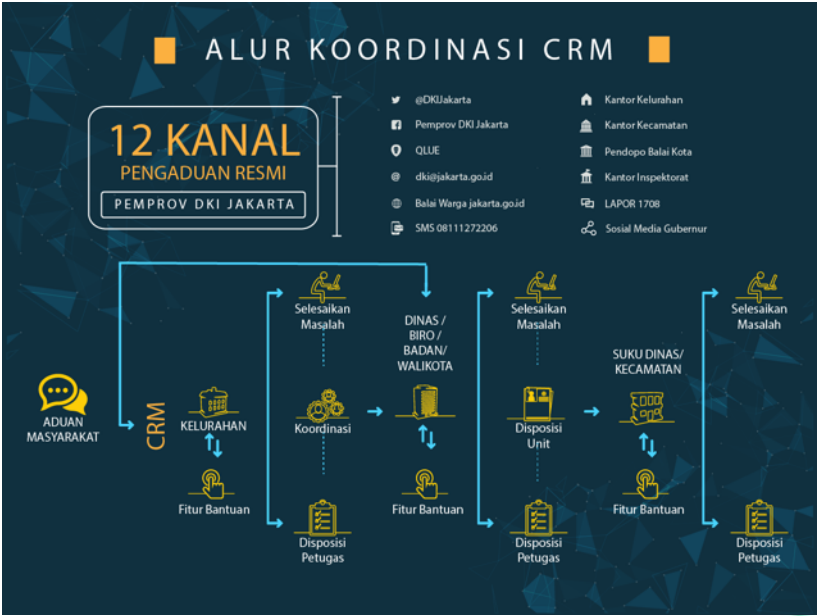 ALUR KOORDINASI CRM
12 KANAL
PENGADUAN RESMI
PEMPROV DKI JAKARTA
@DKIJakarta
Pemprov DKI Jakarta
QLUE
dki@jakarta.go.id
Balai Warga jakarta.go.id
SMS 08111272206
Kantor Kelurahan
Kantor Kecamatan
Pendopo Balai Kota
Kantor Inspektorat
LAPOR 1708
Sosial Media Gubernur
ADUAN
MASYARAKAT
CRM
KELURAHAN
Fitur Bantuan
Selesaikan
Masalah
Koordinasi
Disposisi
Petugas
DINAS /
BIRO /
BADAN/
WALIKOTA
Fitur Bantuan
Selesaikan
Masalah
Disposisi
Unit
Disposisi
Petugas
SUKU DINAS/
KECAMATAN
Fitur Bantuan
Selesaikan
Masalah
Disposisi
Petugas